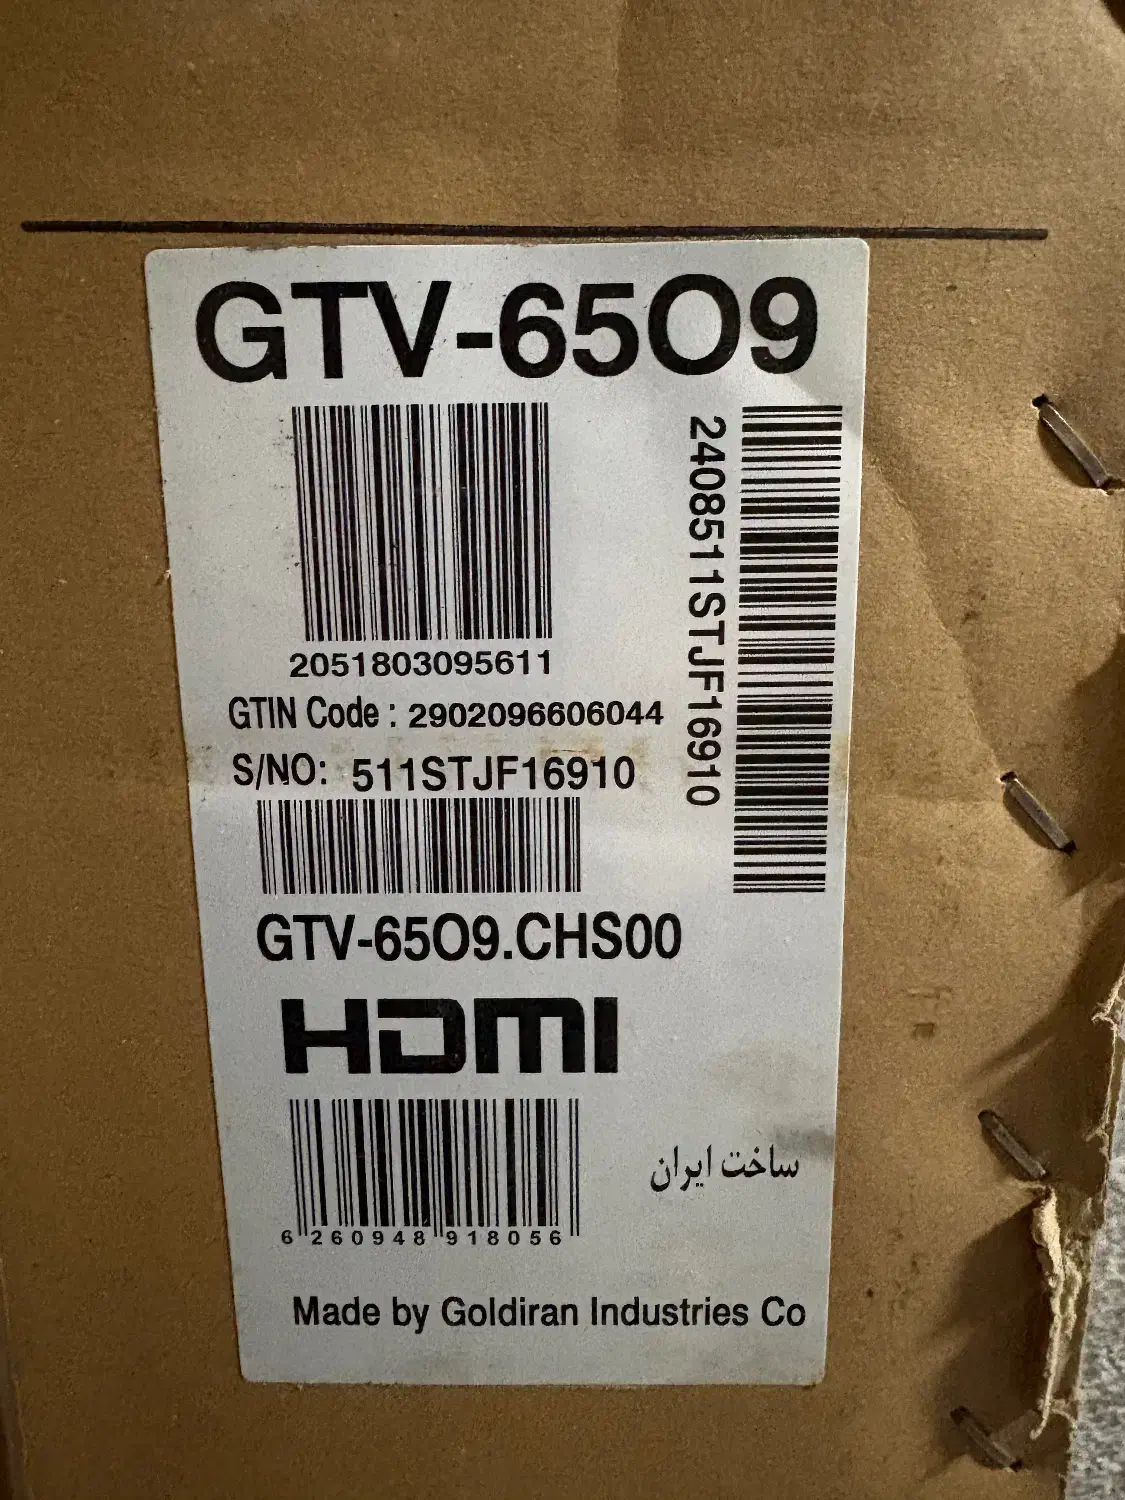 GTV-65O9
2051803095611
2408511STJF16910
GTIN Code : 2902096606044
S/NO: 511STJF16910
GTV-65O9.CHS00
HDMI
6 260948 918056
ساخت ایران
Made by Goldiran Industries Co